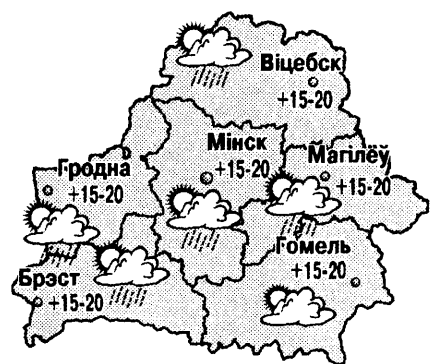 Віцебск
+15-20
Мінск
+15-20
Магілёў
+15-20
Гродна
+15-20
Гомель
+15-20
Брэст
+15-20